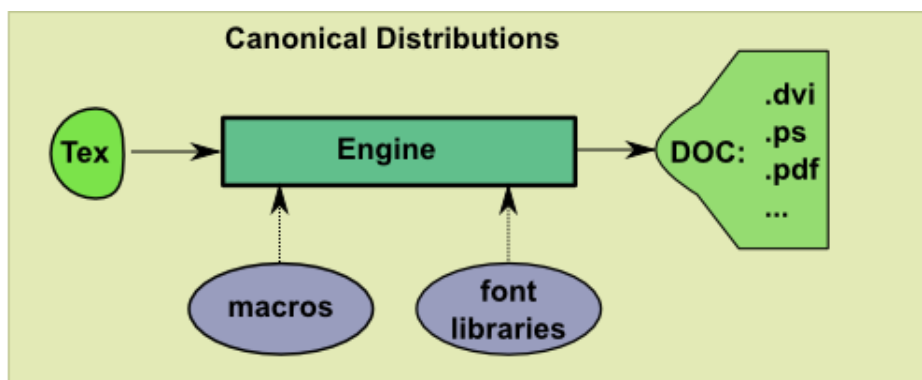 Canonical Distributions
Tex
Engine
DOC:
.dvi
.ps
.pdf
...
macros
font
libraries